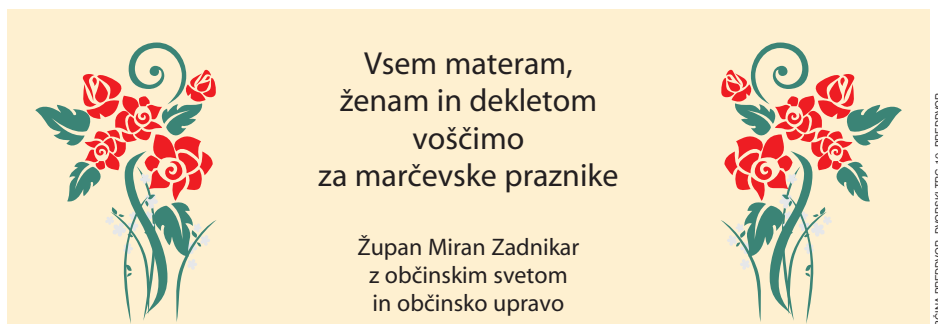 Vsem materam,
ženam in dekletom
voščimo
za marčevske praznike
Župan Miran Zadnikar
z občinskim svetom
in občinsko upravo